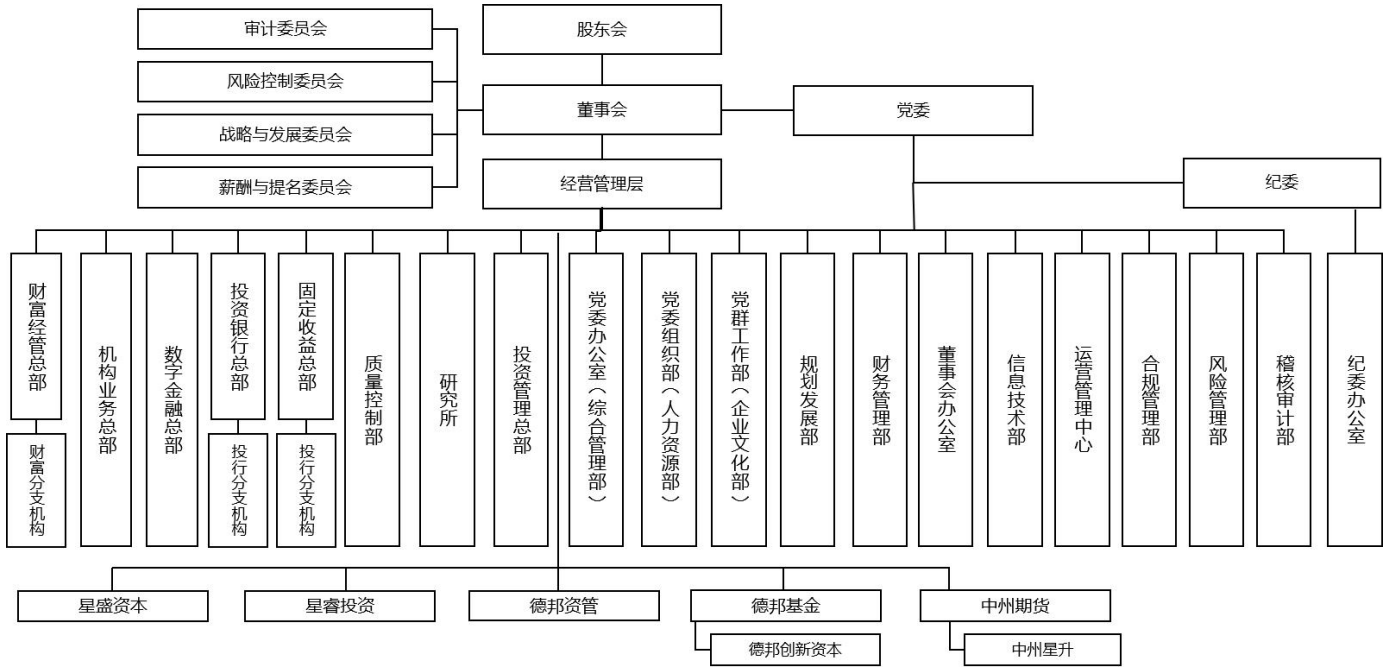 审计委员会
股东会
风险控制委员会
董事会
党委
战略与发展委员会
经营管理层
纪委
薪酬与提名委员会
财富经管总部
机构业务总部
数字金融总部
投资银行总部
固定收益总部
质量控制部
研究所
投资管理总部
党委办公室（综合管理部）
党委组织部（人力资源部）
党群工作部（企业文化部）
规划发展部
财务管理部
董事会办公室
信息技术部
运营管理中心
合规管理部
风险管理部
稽核审计部
纪委办公室
财富分支机构
投行分支机构
投行分支机构
星盛资本
星睿投资
德邦资管
德邦基金
中州期货
德邦创新资本
中州星升